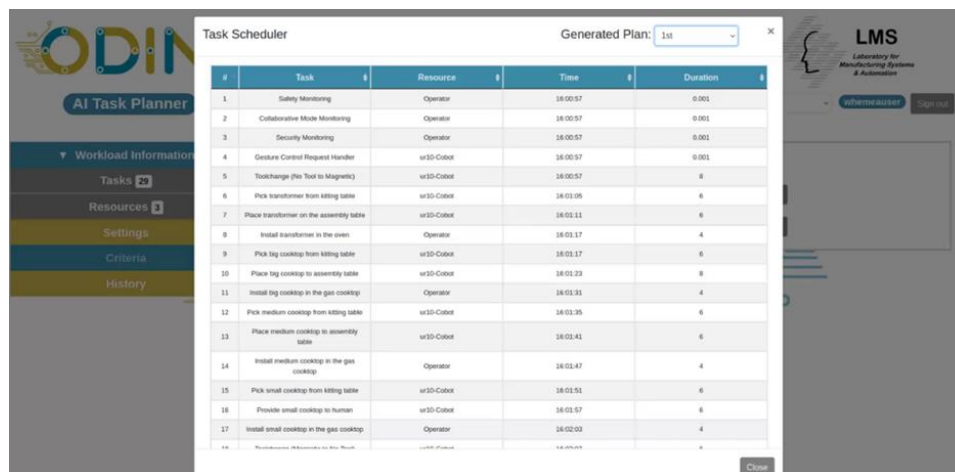 ODIN
Task Scheduler
Generated Plan: 1st
×
LMS
Laboratory for
Manufacturing Systems
& Automation
AI Task Planner
whemeauser
Sign out
▼ Workload Information
Tasks 29
Resources 3
Settings
Criteria
History
# Task Resource Time Duration
1 Safety Monitoring Operator 16:00:57 0.001
2 Collaborative Mode Monitoring Operator 16:00:57 0.001
3 Security Monitoring Operator 16:00:57 0.001
4 Gesture Control Request Handler ur10-Cobot 16:00:57 0.001
5 Toolchange (No Tool to Magnetic) ur10-Cobot 16:00:57 8
6 Pick transformer from kitting table ur10-Cobot 16:01:05 6
7 Place transformer on the assembly table ur10-Cobot 16:01:11 6
8 Install transformer in the oven Operator 16:01:17 4
9 Pick big cooktop from kitting table ur10-Cobot 16:01:17 6
10 Place big cooktop to assembly table ur10-Cobot 16:01:23 8
11 Install big cooktop in the gas cooktop Operator 16:01:31 4
12 Pick medium cooktop from kitting table ur10-Cobot 16:01:35 6
13 Place medium cooktop to assembly
table ur10-Cobot 16:01:41 6
14 Install medium cooktop in the gas
cooktop Operator 16:01:47 4
15 Pick small cooktop from kitting table ur10-Cobot 16:01:51 6
16 Provide small cooktop to human ur10-Cobot 16:01:57 6
17 Install small cooktop in the gas cooktop Operator 16:02:03 4
Close